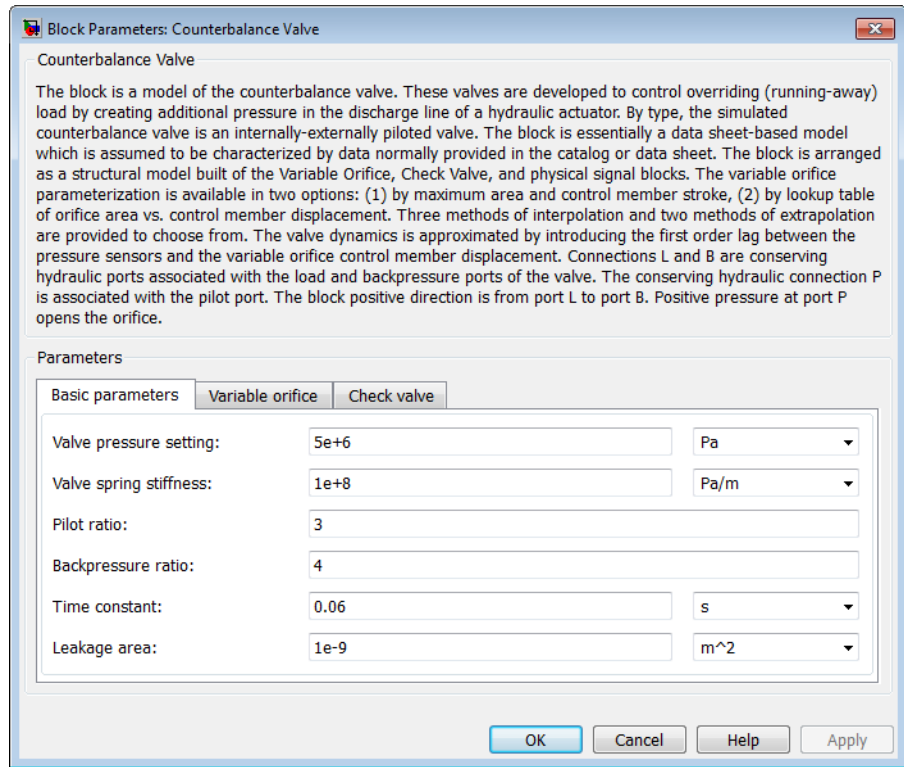 Block Parameters: Counterbalance Valve
Counterbalance Valve
The block is a model of the counterbalance valve. These valves are developed to control overriding (running-away)
load by creating additional pressure in the discharge line of a hydraulic actuator. By type, the simulated
counterbalance valve is an internally-externally piloted valve. The block is essentially a data sheet-based model
which is assumed to be characterized by data normally provided in the catalog or data sheet. The block is arranged
as a structural model built of the Variable Orifice, Check Valve, and physical signal blocks. The variable orifice
parameterization is available in two options: (1) by maximum area and control member stroke, (2) by lookup table
of orifice area vs. control member displacement. Three methods of interpolation and two methods of extrapolation
are provided to choose from. The valve dynamics is approximated by introducing the first order lag between the
pressure sensors and the variable orifice control member displacement. Connections L and B are conserving
hydraulic ports associated with the load and backpressure ports of the valve. The conserving hydraulic connection P
is associated with the pilot port. The block positive direction is from port L to port B. Positive pressure at port P
opens the orifice.
Parameters
Basic parameters Variable orifice Check valve
Valve pressure setting: 5e+6 Pa
Valve spring stiffness: 1e+8 Pa/m
Pilot ratio: 3
Backpressure ratio: 4
Time constant: 0.06 s
Leakage area: 1e-9 m^2
OK Cancel Help Apply